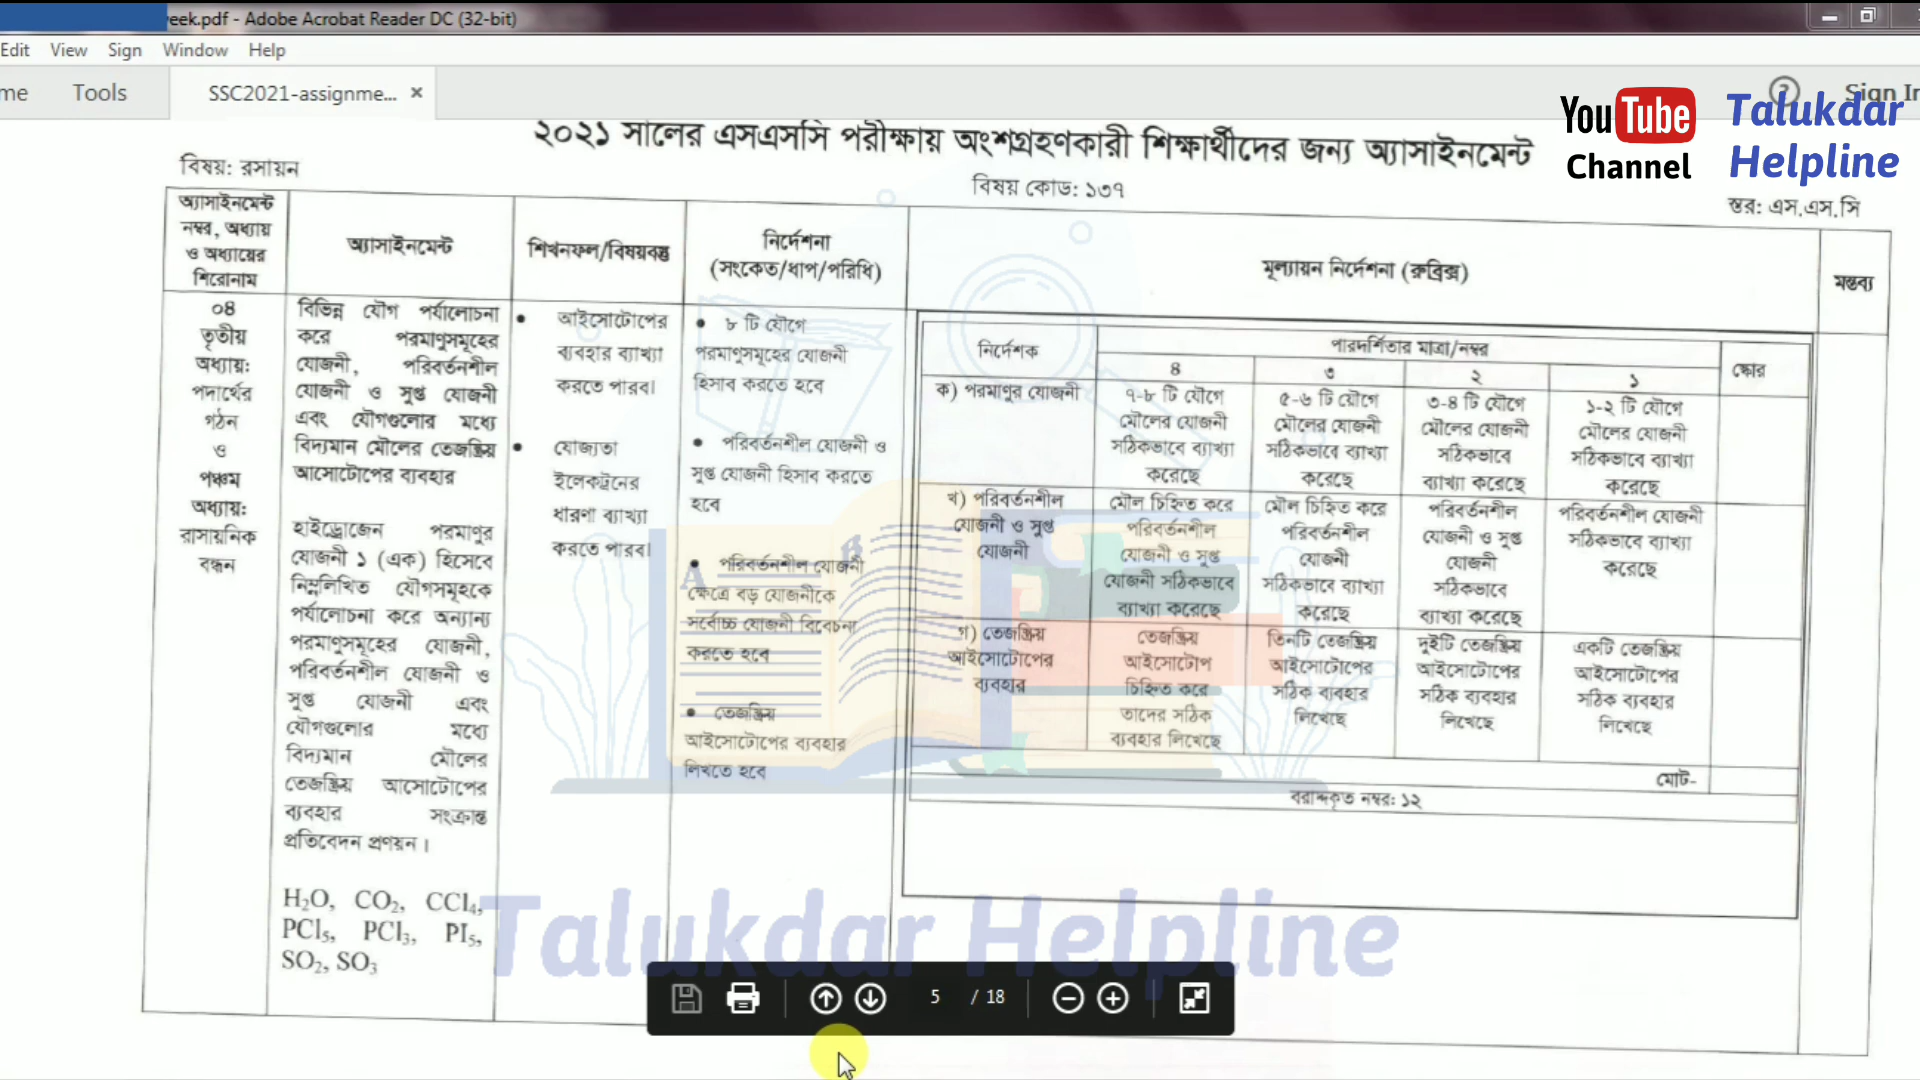 eek.pdf - Adobe Acrobat Reader DC (32-bit)
Edit View Sign Window Help
me Tools SSC2021-assignme... × ? Sign In
YouTube Channel
Talukdar Helpline
২০২১ সালের এসএসসি পরীক্ষায় অংশগ্রহণকারী শিক্ষার্থীদের জন্য অ্যাসাইনমেন্ট
বিষয়: রসায়ন
বিষয় কোড: ১৩৭
স্তর: এস.এস.সি
অ্যাসাইনমেন্ট
নম্বর, অধ্যায়
ও অধ্যায়ের
শিরোনাম
অ্যাসাইনমেন্ট
শিখনফল/বিষয়বস্তু
নির্দেশনা
(সংকেত/ধাপ/পরিধি)
মূল্যায়ন নির্দেশনা (রুব্রিক্স)
মন্তব্য
০৪
তৃতীয়
অধ্যায়:
পদার্থের
গঠন
ও
পঞ্চম
অধ্যায়:
রাসায়নিক
বন্ধন
বিভিন্ন যৌগ পর্যালোচনা
করে পরমাণুসমূহের
যোজনী, পরিবর্তনশীল
যোজনী ও সুপ্ত যোজনী
এবং যৌগগুলোর মধ্যে
বিদ্যমান মৌলের তেজস্ক্রিয়
আসোটোপের ব্যবহার
হাইড্রোজেন পরমাণুর
যোজনী ১ (এক) হিসেবে
নিম্নলিখিত যৌগসমূহকে
পর্যালোচনা করে অন্যান্য
পরমাণুসমূহের যোজনী,
পরিবর্তনশীল যোজনী ও
সুপ্ত যোজনী এবং
যৌগগুলোর মধ্যে
বিদ্যমান মৌলের
তেজস্ক্রিয় আসোটোপের
ব্যবহার সংক্রান্ত
প্রতিবেদন প্রণয়ন।
H₂O, CO₂, CCl₄,
PCl₅, PCl₃, PI₅,
SO₂, SO₃
• আইসোটোপের
ব্যবহার ব্যাখ্যা
করতে পারব।
• যোজ্যতা
ইলেকট্রনের
ধারণা ব্যাখ্যা
করতে পারব।
• ৮ টি যৌগে
পরমাণুসমূহের যোজনী
হিসাব করতে হবে
• পরিবর্তনশীল যোজনী ও
সুপ্ত যোজনী হিসাব করতে
হবে
• পরিবর্তনশীল যোজনী
ক্ষেত্রে বড় যোজনীকে
সর্বোচ্চ যোজনী বিবেচনা
করতে হবে
• তেজস্ক্রিয়
আইসোটোপের ব্যবহার
লিখতে হবে
নির্দেশক
পারদর্শিতার মাত্রা/নম্বর
স্কোর
৪ ৩ ২ ১
ক) পরমাণুর যোজনী
৭-৮ টি যৌগে
মৌলের যোজনী
সঠিকভাবে ব্যাখ্যা
করেছে
৫-৬ টি যৌগে
মৌলের যোজনী
সঠিকভাবে ব্যাখ্যা
করেছে
৩-৪ টি যৌগে
মৌলের যোজনী
সঠিকভাবে
ব্যাখ্যা করেছে
১-২ টি যৌগে
মৌলের যোজনী
সঠিকভাবে ব্যাখ্যা
করেছে
খ) পরিবর্তনশীল
যোজনী ও সুপ্ত
যোজনী
মৌল চিহ্নিত করে
পরিবর্তনশীল
যোজনী ও সুপ্ত
যোজনী সঠিকভাবে
ব্যাখ্যা করেছে
মৌল চিহ্নিত করে
পরিবর্তনশীল
যোজনী
সঠিকভাবে ব্যাখ্যা
করেছে
পরিবর্তনশীল
যোজনী ও সুপ্ত
যোজনী
সঠিকভাবে
ব্যাখ্যা করেছে
পরিবর্তনশীল যোজনী
সঠিকভাবে ব্যাখ্যা
করেছে
গ) তেজস্ক্রিয়
আইসোটোপের
ব্যবহার
তেজস্ক্রিয়
আইসোটোপ
চিহ্নিত করে
তাদের সঠিক
ব্যবহার লিখেছে
তিনটি তেজস্ক্রিয়
আইসোটোপের
সঠিক ব্যবহার
লিখেছে
দুইটি তেজস্ক্রিয়
আইসোটোপের
সঠিক ব্যবহার
লিখেছে
একটি তেজস্ক্রিয়
আইসোটোপের
সঠিক ব্যবহার
লিখেছে
মোট-
বরাদ্দকৃত নম্বর: ১২
A B
Talukdar Helpline
5 / 18